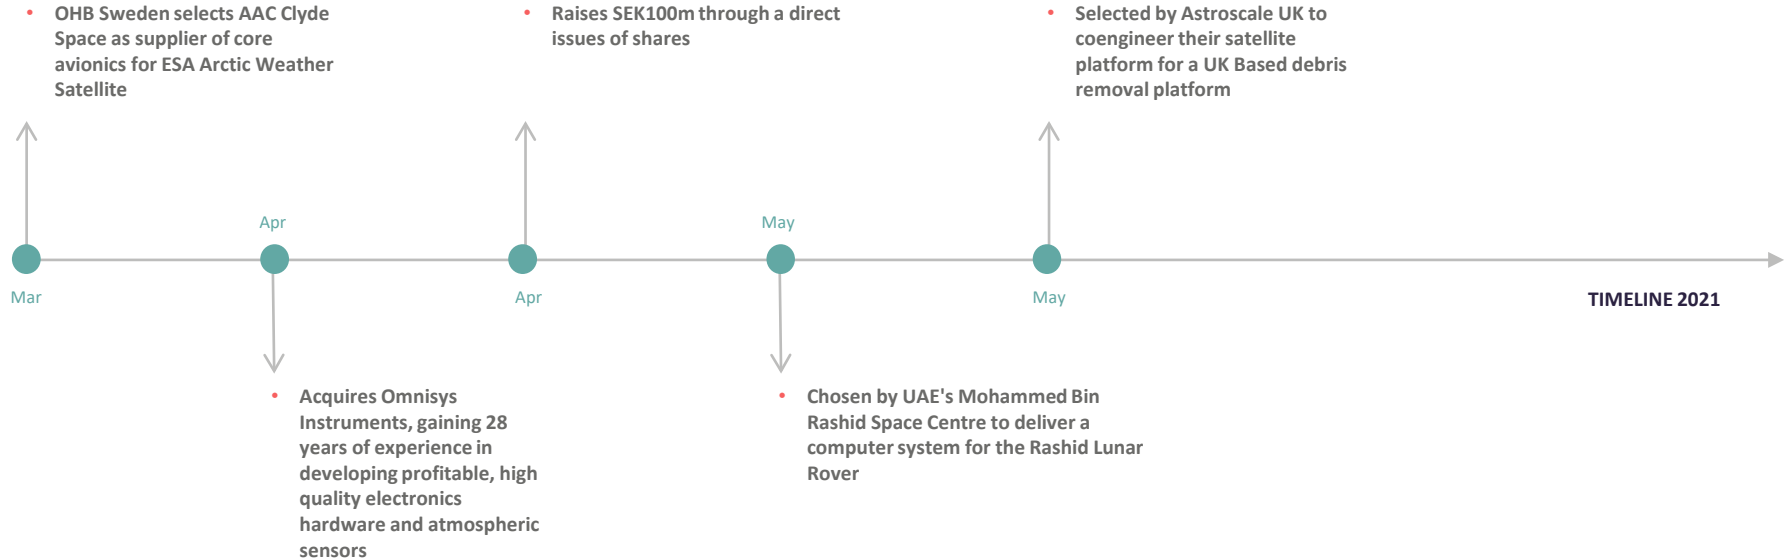 • OHB Sweden selects AAC Clyde
Space as supplier of core
avionics for ESA Arctic Weather
Satellite
• Raises SEK100m through a direct
issues of shares
• Selected by Astroscale UK to
coengineer their satellite
platform for a UK Based debris
removal platform
Apr
May
Mar
Apr
May
TIMELINE 2021
• Acquires Omnisys
Instruments, gaining 28
years of experience in
developing profitable, high
quality electronics
hardware and atmospheric
sensors
• Chosen by UAE's Mohammed Bin
Rashid Space Centre to deliver a
computer system for the Rashid Lunar
Rover